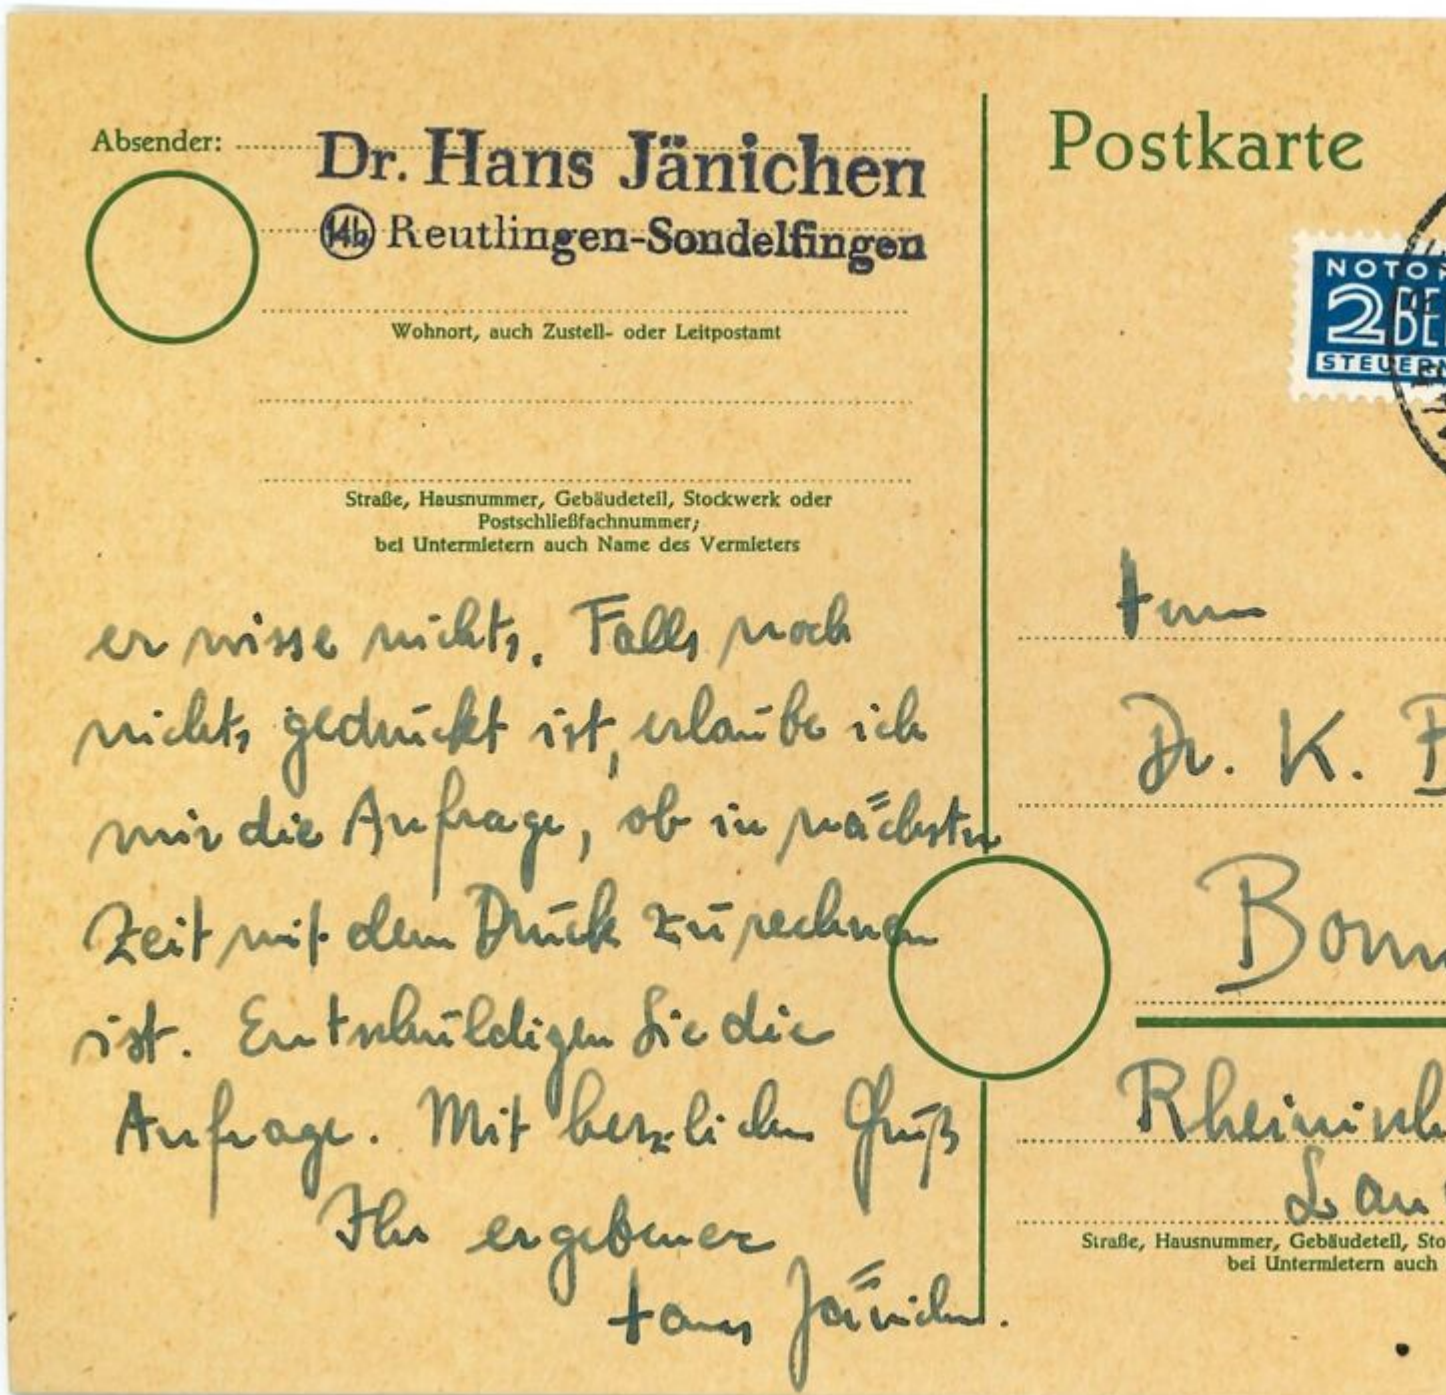 Absender: Dr. Hans Jänichen
14b Reutlingen-Sondelfingen
Wohnort, auch Zustell- oder Leitpostamt
Straße, Hausnummer, Gebäudeteil, Stockwerk oder
Postschließfachnummer;
bei Untermietern auch Name des Vermieters
er wisse nichts. Falls noch
nichts gedruckt ist, erlaube ich
mir die Anfrage, ob in nächster
Zeit mit dem Druck zu rechnen
ist. Entschuldigen Sie die
Anfrage. Mit herzlichem Gruß
Ihr ergebener
Hans Jänichen.
Postkarte
NOTO
2 BE
STEUER
Herrn
Dr. K.
Bonn
Rheinisch
Lan
Straße, Hausnummer, Gebäudeteil, Sto
bei Untermietern auch